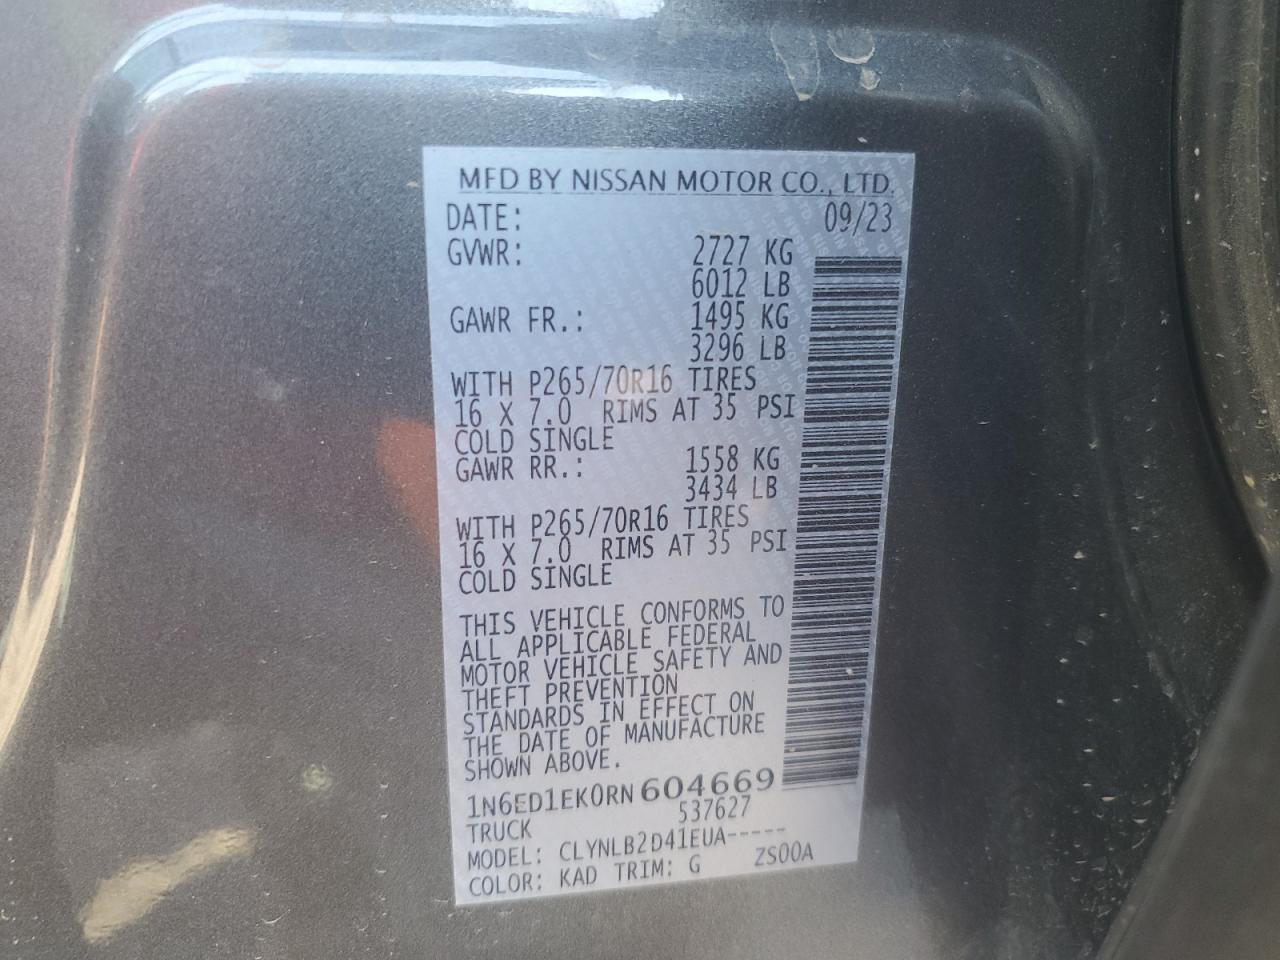 MFD BY NISSAN MOTOR CO., LTD.
DATE: 09/23
GVWR: 2727 KG
6012 LB
GAWR FR.: 1495 KG
3296 LB
WITH P265/70R16 TIRES
16 X 7.0 RIMS AT 35 PSI
COLD SINGLE
GAWR RR.: 1558 KG
3434 LB
WITH P265/70R16 TIRES
16 X 7.0 RIMS AT 35 PSI
COLD SINGLE
THIS VEHICLE CONFORMS TO
ALL APPLICABLE FEDERAL
MOTOR VEHICLE SAFETY AND
THEFT PREVENTION
STANDARDS IN EFFECT ON
THE DATE OF MANUFACTURE
SHOWN ABOVE.
1N6ED1EK0RN604669
TRUCK 537627
MODEL: CLYNLB2D41EUA-----
COLOR: KAD TRIM: G ZS00A